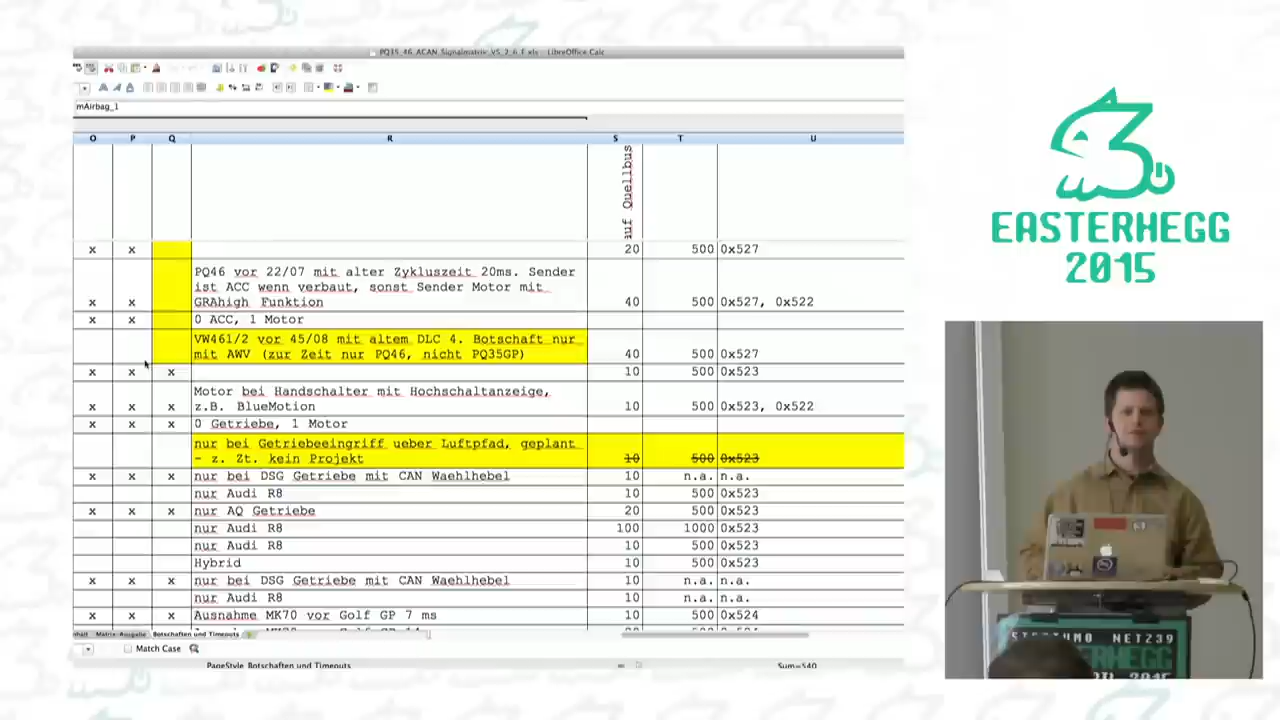 PQ35_46_ACAN_Signalmatrix_V5_2_6_F.xls - LibreOffice Calc
mAirbag_1
O P Q R S T U
auf Quellbus
x x 20 500 0x527
PQ46 vor 22/07 mit alter Zykluszeit 20ms. Sender
ist ACC wenn verbaut, sonst Sender Motor mit
x x GRAhigh Funktion 40 500 0x527, 0x522
x x 0 ACC, 1 Motor
VW461/2 vor 45/08 mit altem DLC 4. Botschaft nur
mit AWV (zur Zeit nur PQ46, nicht PQ35GP) 40 500 0x527
x x x 10 500 0x523
Motor bei Handschalter mit Hochschaltanzeige,
x x x z.B. BlueMotion 10 500 0x523, 0x522
x x x 0 Getriebe, 1 Motor
nur bei Getriebeeingriff ueber Luftpfad, geplant
- z. Zt. kein Projekt 10 500 0x523
x x x nur bei DSG Getriebe mit CAN Waehlhebel 10 n.a. n.a.
nur Audi R8 10 500 0x523
x x x nur AQ Getriebe 20 500 0x523
nur Audi R8 100 1000 0x523
nur Audi R8 10 500 0x523
Hybrid 10 500 0x523
x x x nur bei DSG Getriebe mit CAN Waehlhebel 10 n.a. n.a.
nur Audi R8 10 n.a. n.a.
x x x Ausnahme MK70 vor Golf GP 7 ms 10 500 0x524
Matrix-Ausgabe Botschaften und Timeouts
Match Case
PageStyle_Botschaften und Timeouts Sum=540
EASTERHEGG
2015
NET239
EASTERHEGG
2015